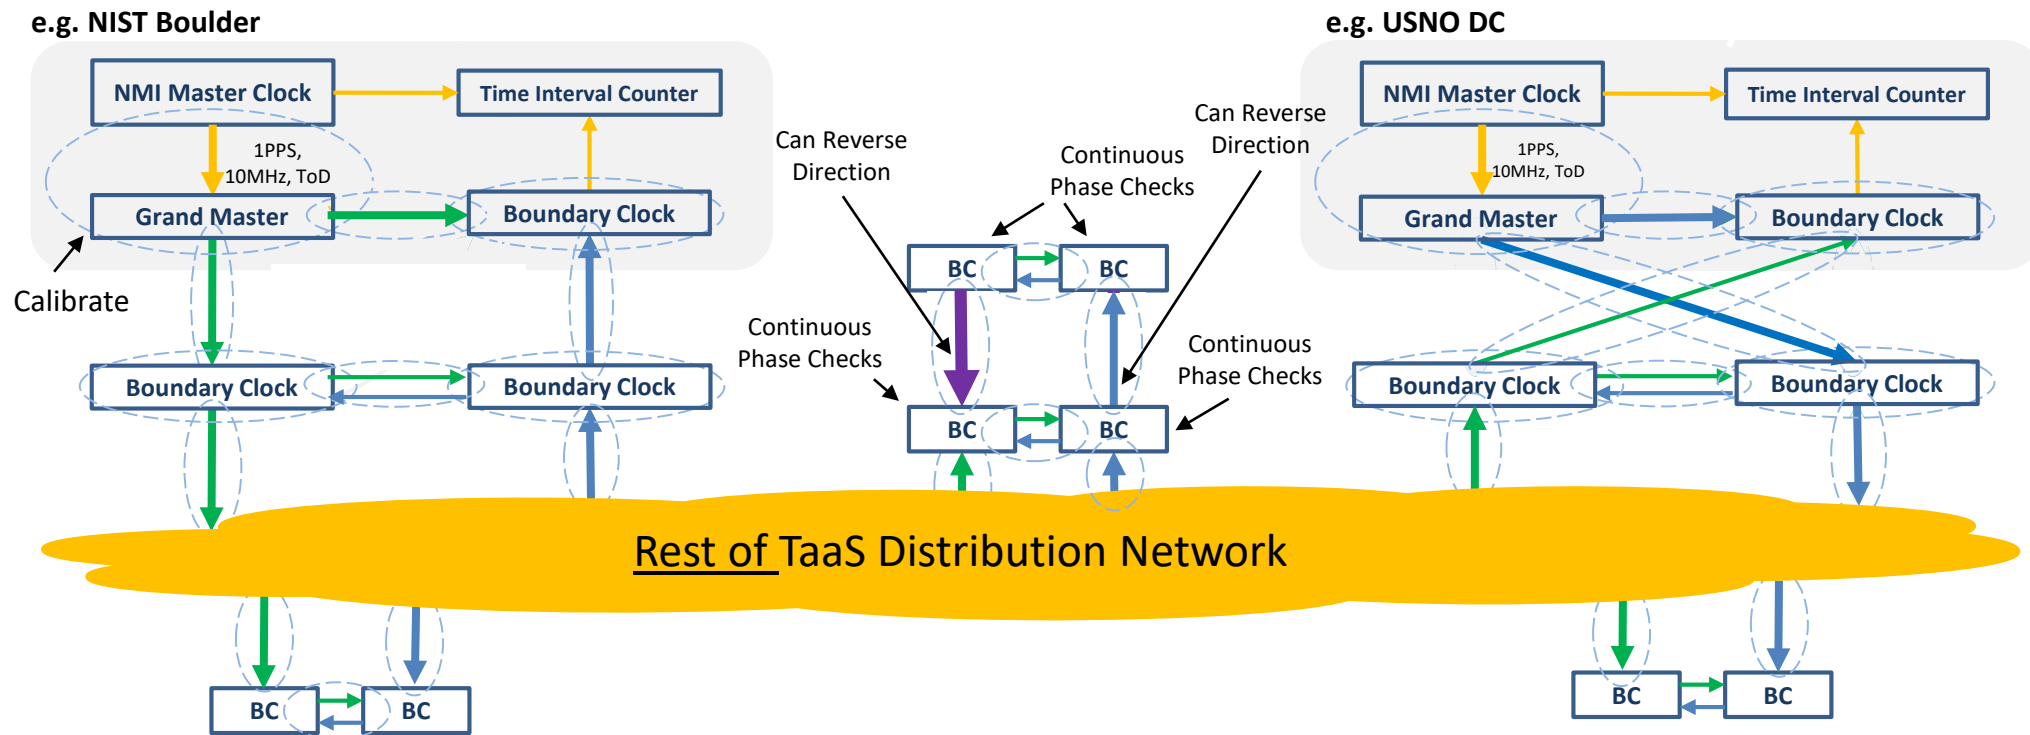 e.g. NIST Boulder
NMI Master Clock
Time Interval Counter
1PPS,
10MHz, ToD
Grand Master
Boundary Clock
Calibrate
Boundary Clock
Boundary Clock
Can Reverse
Direction
Continuous
Phase Checks
Can Reverse
Direction
BC
BC
Continuous
Phase Checks
Continuous
Phase Checks
BC
BC
e.g. USNO DC
NMI Master Clock
Time Interval Counter
1PPS,
10MHz, ToD
Grand Master
Boundary Clock
Boundary Clock
Boundary Clock
Rest of TaaS Distribution Network
BC
BC
BC
BC